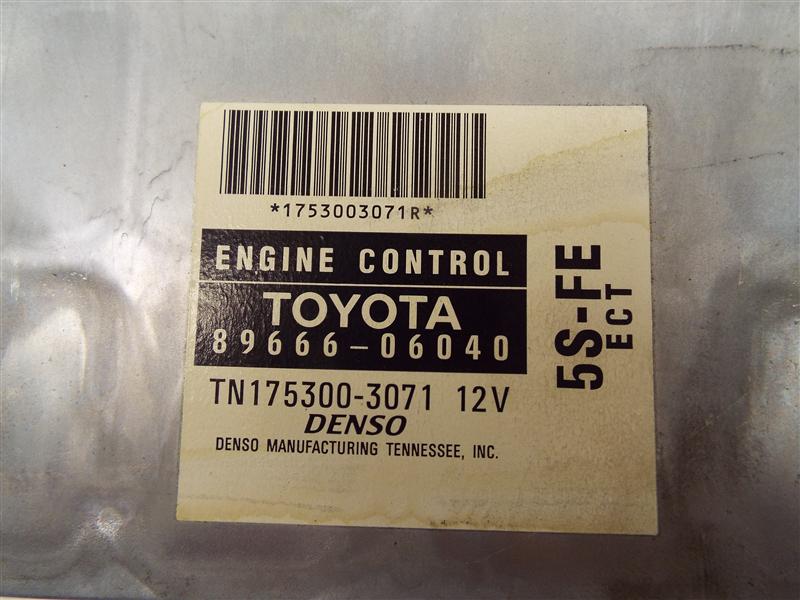 *1753003071R*
ENGINE CONTROL
TOYOTA
89666-06040
TN175300-3071 12V
DENSO
DENSO MANUFACTURING TENNESSEE, INC.
5S-FE
ECT